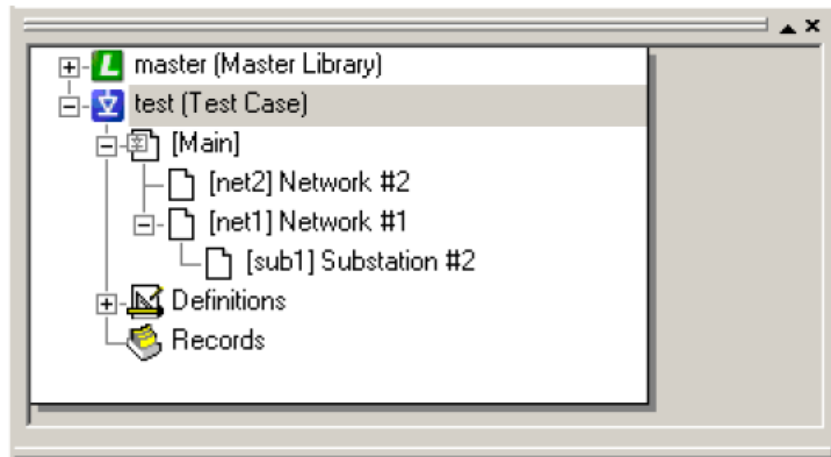 master (Master Library)
test (Test Case)
[Main]
[net2] Network #2
[net1] Network #1
[sub1] Substation #2
Definitions
Records